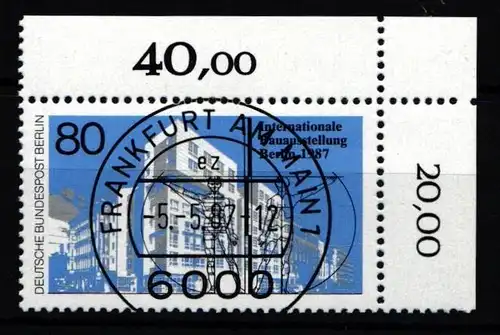 40,00
80
DEUTSCHE BUNDESPOST BERLIN
Internationale
Bauausstellung
Berlin 1987
FRANKFURT AM MAIN 1
ez
-5.-5.87-12
6000
20,00